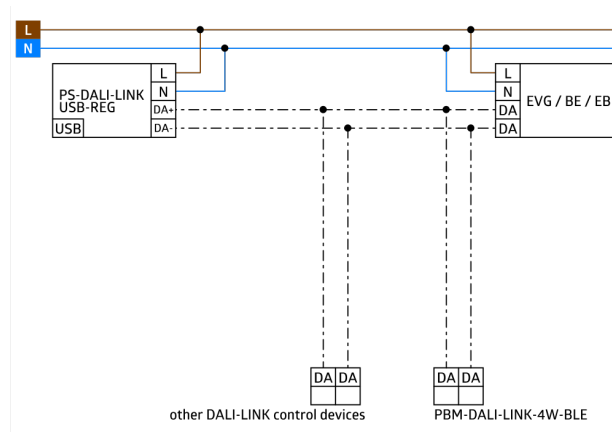 L
N
PS-DALI-LINK
USB-REG
USB
L
N
DA+
DA-
L
N
DA
DA
EVG / BE / EB
DA DA
DA DA
other DALI-LINK control devices
PBM-DALI-LINK-4W-BLE